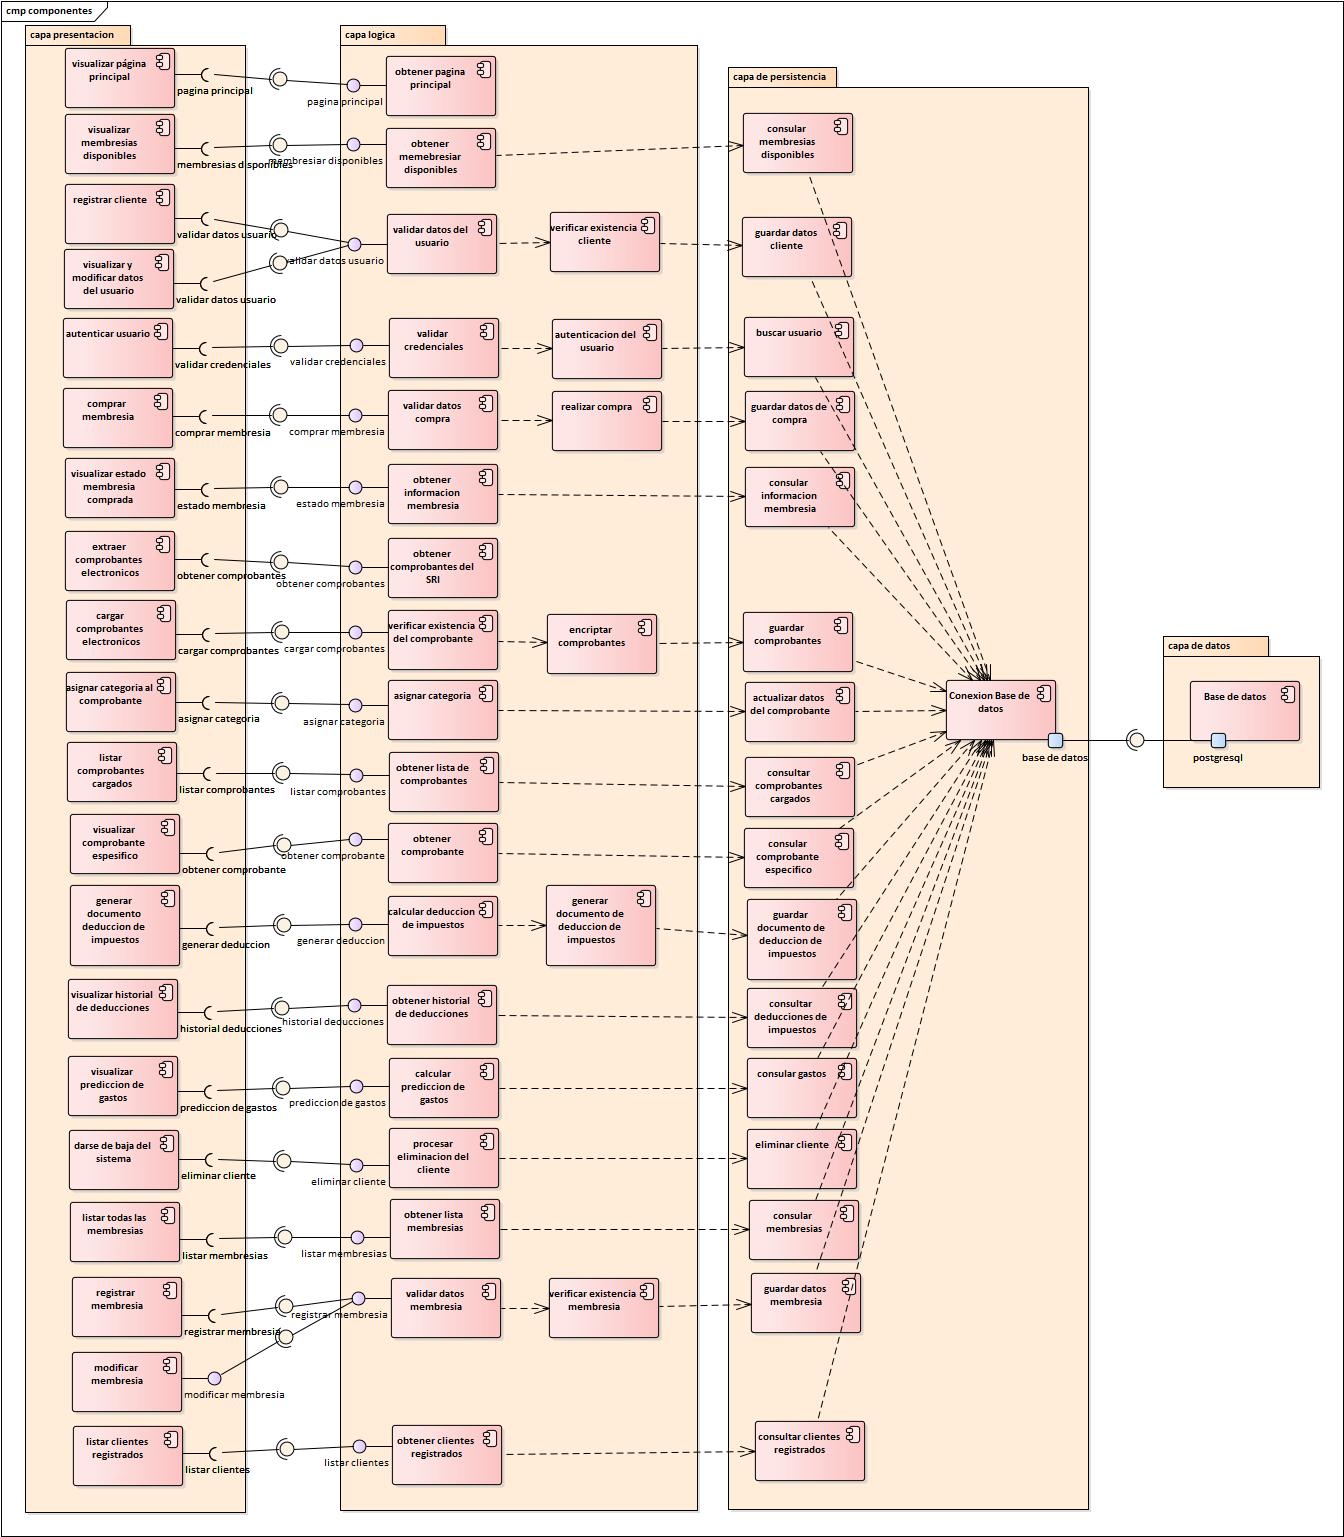 cmp componentes
capa presentacion
visualizar página
principal
pagina principal
visualizar
membresias
disponibles
membresias disponibles
registrar cliente
validar datos usuario
visualizar y
modificar datos
del usuario
validar datos usuario
autenticar usuario
validar credenciales
comprar
membresia
comprar membresia
visualizar estado
membresia
comprada
estado membresia
extraer
comprobantes
electronicos
obtener comprobantes
cargar
comprobantes
electronicos
cargar comprobantes
asignar categoria al
comprobante
asignar categoria
listar
comprobantes
cargados
listar comprobantes
visualizar
comprobante
espesifico
obtener comprobante
generar
documento
deduccion de
impuestos
generar deduccion
visualizar historial
de deducciones
historial deducciones
visualizar
prediccion de
gastos
prediccion de gastos
darse de baja del
sistema
eliminar cliente
listar todas las
membresias
listar membresias
registrar
membresia
registrar membresia
modificar
membresia
modificar membresia
listar clientes
registrados
listar clientes
capa logica
obtener pagina
principal
pagina principal
obtener
memebresiar
disponibles
membresiar disponibles
validar datos del
usuario
validar datos usuario
verificar existencia
cliente
validar
credenciales
validar credenciales
autenticacion del
usuario
validar datos
compra
comprar membresia
realizar compra
obtener
informacion
membresia
estado membresia
obtener
comprobantes del
SRI
obtener comprobantes
verificar existencia
del comprobante
cargar comprobantes
encriptar
comprobantes
asignar categoria
asignar categoria
obtener lista de
comprobantes
listar comprobantes
obtener
comprobante
obtener comprobante
calcular deduccion
de impuestos
generar deduccion
generar
documento de
deduccion de
impuestos
obtener historial
de deducciones
historial deducciones
calcular
prediccion de
gastos
prediccion de gastos
procesar
eliminacion del
cliente
eliminar cliente
obtener lista
membresias
listar membresias
validar datos
membresia
registrar membresia
verificar existencia
membresia
obtener clientes
registrados
listar clientes
capa de persistencia
consular
membresias
disponibles
guardar datos
cliente
buscar usuario
guardar datos de
compra
consular
informacion
membresia
guardar
comprobantes
actualizar datos
del comprobante
consultar
comprobantes
cargados
consular
comprobante
especifico
guardar
documento de
deduccion de
impuestos
consultar
deducciones de
impuestos
consular gastos
eliminar cliente
consular
membresias
guardar datos
membresia
consultar clientes
registrados
Conexion Base de
datos
base de datos
capa de datos
Base de datos
postgresql